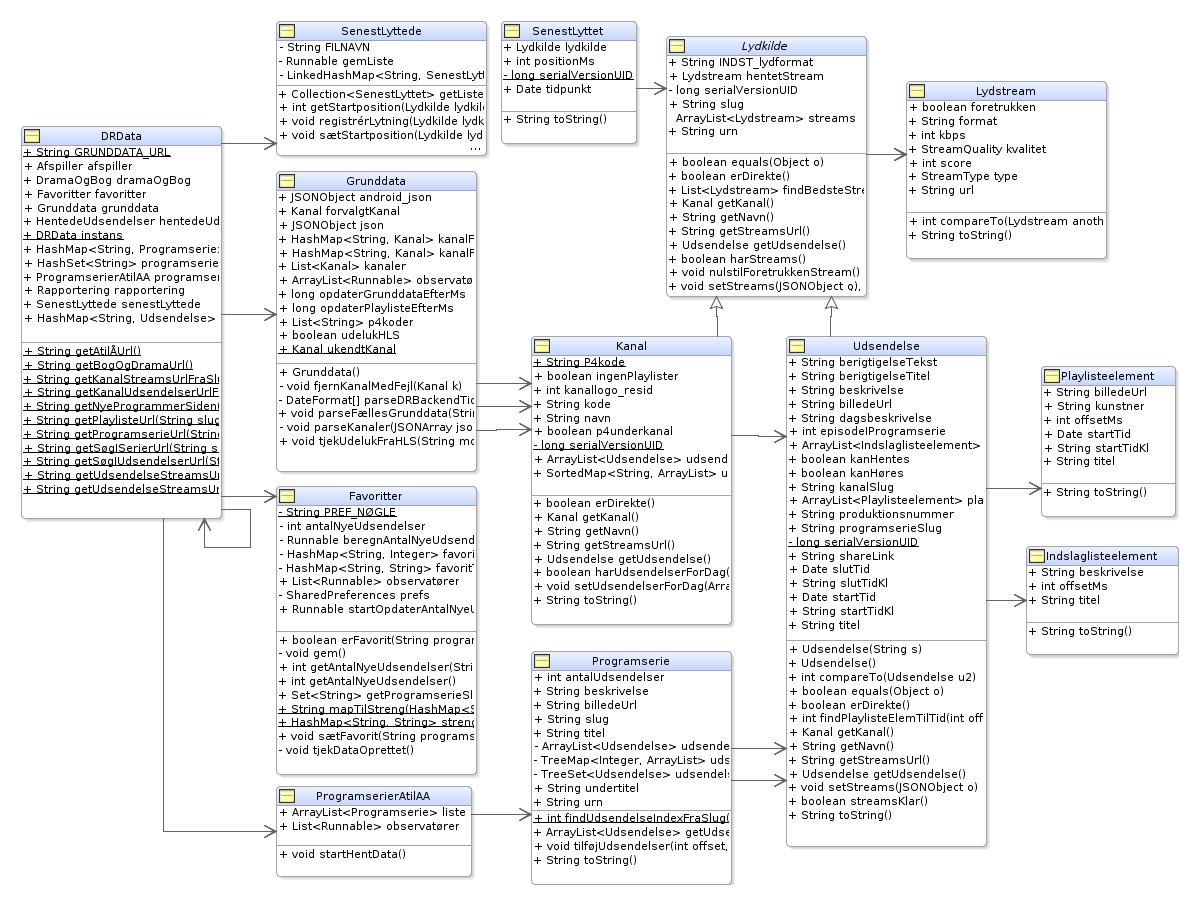 DRData
+ String GRUNDDATA_URL
+ Afspiller afspiller
+ DramaOgBog dramaOgBog
+ Favoritter favoritter
+ Grunddata grunddata
+ HentedeUdsendelser hentedeUd
+ DRData instans
+ HashMap<String, Programserie>
+ HashSet<String> programserie
+ ProgramserierAtilAA programser
+ Rapportering rapportering
+ SenestLyttede senestLyttede
+ HashMap<String, Udsendelse>
+ String getAtilÅUrl()
+ String getBogOgDramaUrl()
+ String getKanalStreamsUrlFraSlu
+ String getKanalUdsendelserUrlF
+ String getNyeProgrammerSiden(
+ String getPlaylisteUrl(String slug
+ String getProgramserieUrl(String
+ String getSøgISerierUrl(String s
+ String getSøgIUdsendelserUrl(St
+ String getUdsendelseStreamsUr
+ String getUdsendelseStreamsUr
SenestLyttede
- String FILNAVN
- Runnable gemListe
- LinkedHashMap<String, SenestLytt
+ Collection<SenestLyttet> getListe
+ int getStartposition(Lydkilde lydkil
+ void registrérLytning(Lydkilde lydk
+ void sætStartposition(Lydkilde lyd
...
Grunddata
+ JSONObject android_json
+ Kanal forvalgtKanal
+ JSONObject json
+ HashMap<String, Kanal> kanalF
+ HashMap<String, Kanal> kanalF
+ List<Kanal> kanaler
+ ArrayList<Runnable> observatø
+ long opdaterGrunddataEfterMs
+ long opdaterPlaylisteEfterMs
+ List<String> p4koder
+ boolean udelukHLS
+ Kanal ukendtKanal
+ Grunddata()
- void fjernKanalMedFejl(Kanal k)
- DateFormat[] parseDRBackendTid
+ void parseFællesGrunddata(Strin
- void parseKanaler(JSONArray jso
+ void tjekUdelukFraHLS(String mo
Favoritter
- String PREF_NØGLE
- int antalNyeUdsendelser
- Runnable beregnAntalNyeUdsend
- HashMap<String, Integer> favori
- HashMap<String, String> favorit
+ List<Runnable> observatører
- SharedPreferences prefs
+ Runnable startOpdaterAntalNyeU
+ boolean erFavorit(String program
- void gem()
+ int getAntalNyeUdsendelser(Stri
+ int getAntalNyeUdsendelser()
+ Set<String> getProgramserieSl
+ String mapTilStreng(HashMap<S
+ HashMap<String, String> streng
+ void sætFavorit(String programs
- void tjekDataOprettet()
ProgramserierAtilAA
+ ArrayList<Programserie> liste
+ List<Runnable> observatører
+ void startHentData()
SenestLyttet
+ Lydkilde lydkilde
+ int positionMs
- long serialVersionUID
+ Date tidpunkt
+ String toString()
Lydkilde
+ String INDST_lydformat
+ Lydstream hentetStream
- long serialVersionUID
+ String slug
ArrayList<Lydstream> streams
+ String urn
+ boolean equals(Object o)
+ boolean erDirekte()
+ List<Lydstream> findBedsteStre
+ Kanal getKanal()
+ String getNavn()
+ String getStreamsUrl()
+ Udsendelse getUdsendelse()
+ boolean harStreams()
+ void nulstilForetrukkenStream()
+ void setStreams(JSONObject o),
Lydstream
+ boolean foretrukken
+ String format
+ int kbps
+ StreamQuality kvalitet
+ int score
+ StreamType type
+ String url
+ int compareTo(Lydstream anoth
+ String toString()
Kanal
+ String P4kode
+ boolean ingenPlaylister
+ int kanallogo_resid
+ String kode
+ String navn
+ boolean p4underkanal
- long serialVersionUID
+ ArrayList<Udsendelse> udsend
+ SortedMap<String, ArrayList> u
+ boolean erDirekte()
+ Kanal getKanal()
+ String getNavn()
+ String getStreamsUrl()
+ Udsendelse getUdsendelse()
+ boolean harUdsendelserForDag(
+ void setUdsendelserForDag(Arra
+ String toString()
Programserie
+ int antalUdsendelser
+ String beskrivelse
+ String billedeUrl
+ String slug
+ String titel
- ArrayList<Udsendelse> udsende
- TreeMap<Integer, ArrayList> uds
- TreeSet<Udsendelse> udsendel
+ String undertitel
+ String urn
+ int findUdsendelseIndexFraSlug(
+ ArrayList<Udsendelse> getUdse
+ void tilføjUdsendelser(int offset,
+ String toString()
Udsendelse
+ String berigtigelseTekst
+ String berigtigelseTitel
+ String beskrivelse
+ String billedeUrl
+ String dagsbeskrivelse
+ int episodeIProgramserie
+ ArrayList<Indslaglisteelement>
+ boolean kanHentes
+ boolean kanHøres
+ String kanalSlug
+ ArrayList<Playlisteelement> pla
+ String produktionsnummer
+ String programserieSlug
- long serialVersionUID
+ String shareLink
+ Date slutTid
+ String slutTidKl
+ Date startTid
+ String startTidKl
+ String titel
+ Udsendelse(String s)
+ Udsendelse()
+ int compareTo(Udsendelse u2)
+ boolean equals(Object o)
+ boolean erDirekte()
+ int findPlaylisteElemTilTid(int off
+ Kanal getKanal()
+ String getNavn()
+ String getStreamsUrl()
+ Udsendelse getUdsendelse()
+ void setStreams(JSONObject o)
+ boolean streamsKlar()
+ String toString()
Playlisteelement
+ String billedeUrl
+ String kunstner
+ int offsetMs
+ Date startTid
+ String startTidKl
+ String titel
+ String toString()
Indslaglisteelement
+ String beskrivelse
+ int offsetMs
+ String titel
+ String toString()